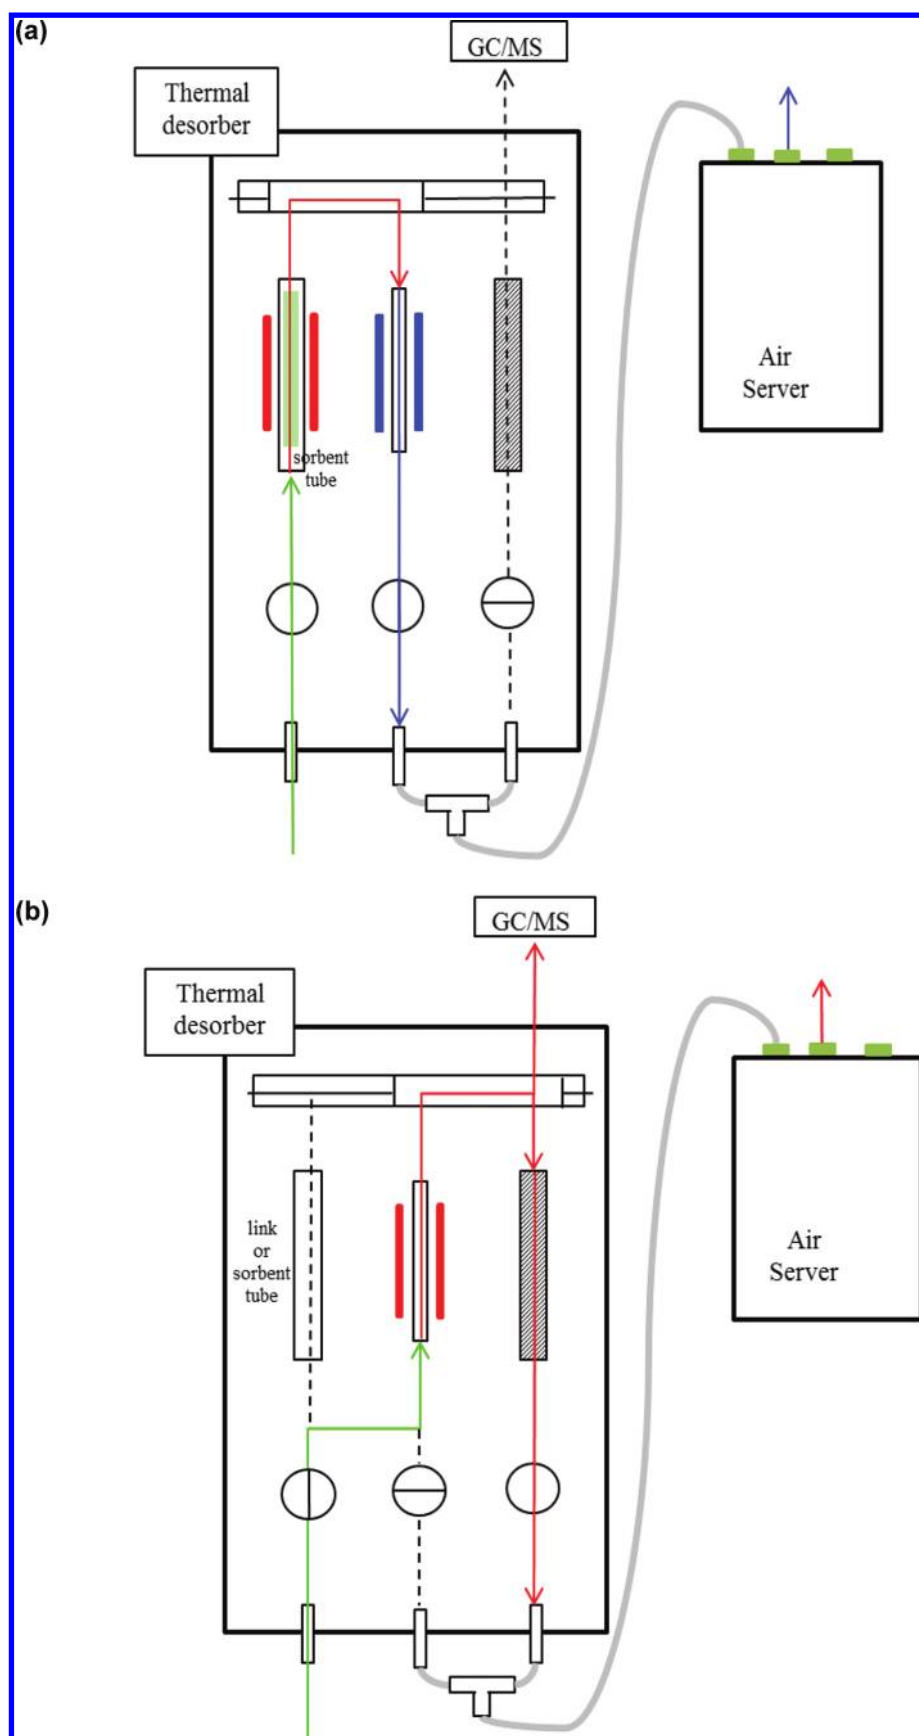 (a)
GC/MS
Thermal
desorber
sorbent
tube
Air
Server
(b)
GC/MS
Thermal
desorber
link
or
sorbent
tube
Air
Server